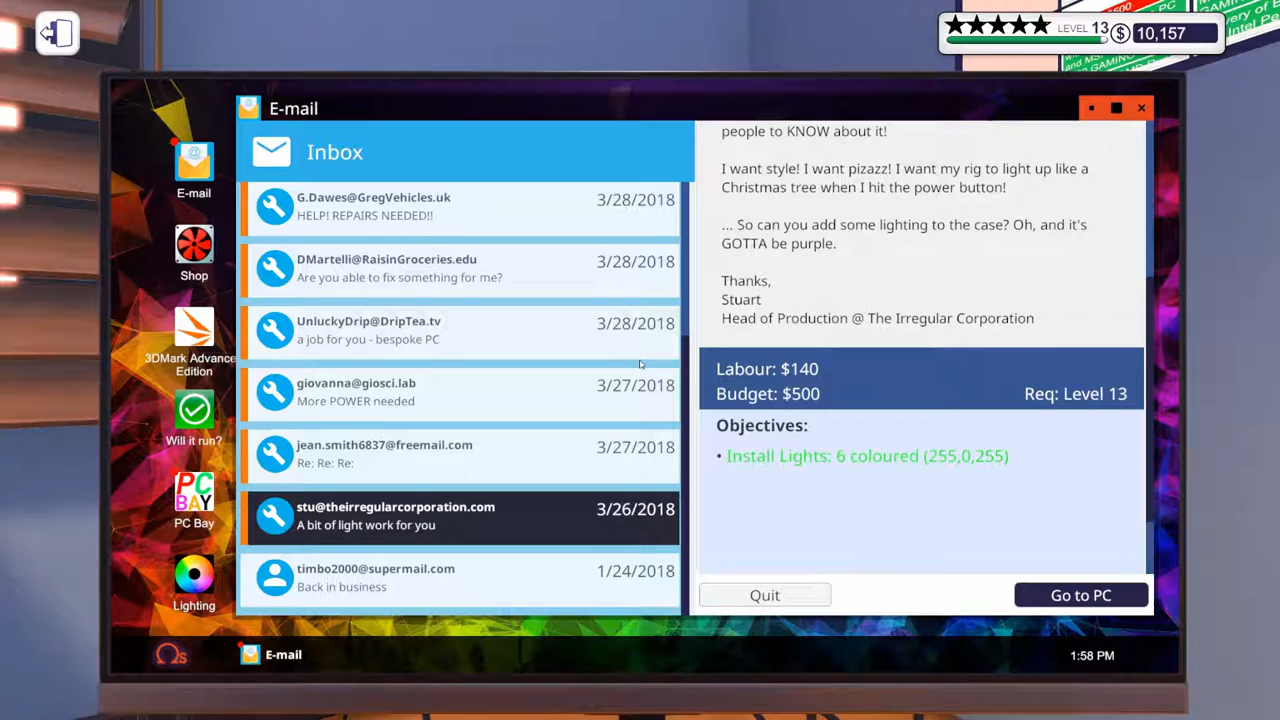 LEVEL 13
$ 10,157
E-mail
Inbox
E-mail
Shop
3DMark Advance
Edition
Will it run?
PC
BAY
PC Bay
Lighting
G.Dawes@GregVehicles.uk
3/28/2018
HELP! REPAIRS NEEDED!!
DMartelli@RaisinGroceries.edu
3/28/2018
Are you able to fix something for me?
UnluckyDrip@DripTea.tv
3/28/2018
a job for you - bespoke PC
giovanna@giosci.lab
3/27/2018
More POWER needed
jean.smith6837@freemail.com
3/27/2018
Re: Re: Re:
stu@theirregularcorporation.com
3/26/2018
A bit of light work for you
timbo2000@supermail.com
1/24/2018
Back in business
people to KNOW about it!
I want style! I want pizazz! I want my rig to light up like a
Christmas tree when I hit the power button!
... So can you add some lighting to the case? Oh, and it's
GOTTA be purple.
Thanks,
Stuart
Head of Production @ The Irregular Corporation
Labour: $140
Budget: $500
Req: Level 13
Objectives:
• Install Lights: 6 coloured (255,0,255)
Quit
Go to PC
E-mail
1:58 PM